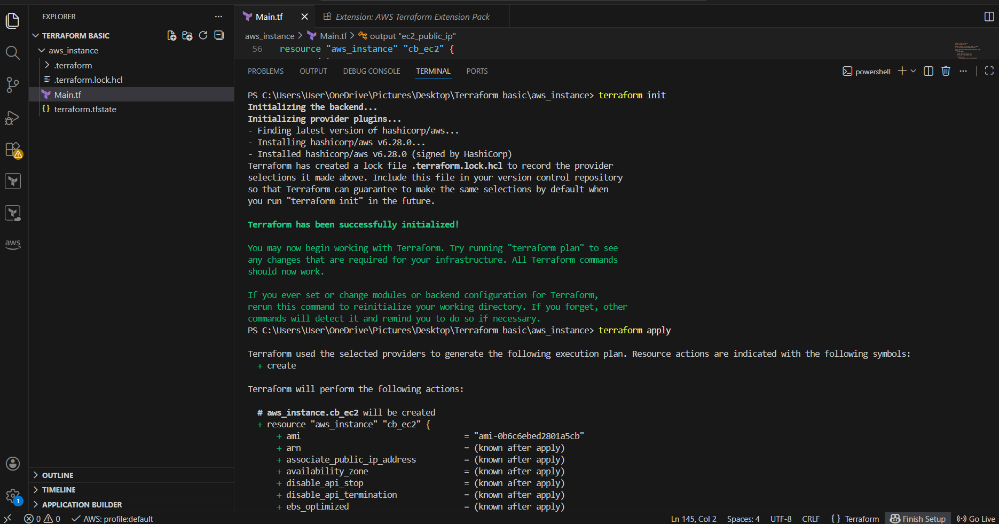 EXPLORER
TERRAFORM BASIC
aws_instance
.terraform
.terraform.lock.hcl
Main.tf
{} terraform.tfstate
OUTLINE
TIMELINE
APPLICATION BUILDER
aws
1
Main.tf
Extension: AWS Terraform Extension Pack
aws_instance > Main.tf > output "ec2_public_ip"
56 resource "aws_instance" "cb_ec2" {
PROBLEMS OUTPUT DEBUG CONSOLE TERMINAL PORTS
powershell
PS C:\Users\User\OneDrive\Pictures\Desktop\Terraform basic\aws_instance> terraform init
Initializing the backend...
Initializing provider plugins...
- Finding latest version of hashicorp/aws...
- Installing hashicorp/aws v6.28.0...
- Installed hashicorp/aws v6.28.0 (signed by HashiCorp)
Terraform has created a lock file .terraform.lock.hcl to record the provider
selections it made above. Include this file in your version control repository
so that Terraform can guarantee to make the same selections by default when
you run "terraform init" in the future.
Terraform has been successfully initialized!
You may now begin working with Terraform. Try running "terraform plan" to see
any changes that are required for your infrastructure. All Terraform commands
should now work.
If you ever set or change modules or backend configuration for Terraform,
rerun this command to reinitialize your working directory. If you forget, other
commands will detect it and remind you to do so if necessary.
PS C:\Users\User\OneDrive\Pictures\Desktop\Terraform basic\aws_instance> terraform apply
Terraform used the selected providers to generate the following execution plan. Resource actions are indicated with the following symbols:
+ create
Terraform will perform the following actions:
# aws_instance.cb_ec2 will be created
+ resource "aws_instance" "cb_ec2" {
+ ami = "ami-0b6c6ebed2801a5cb"
+ arn = (known after apply)
+ associate_public_ip_address = (known after apply)
+ availability_zone = (known after apply)
+ disable_api_stop = (known after apply)
+ disable_api_termination = (known after apply)
+ ebs_optimized = (known after apply)
0 0 AWS: profile:default
Ln 145, Col 2 Spaces: 4 UTF-8 CRLF {} Terraform Finish Setup Go Live